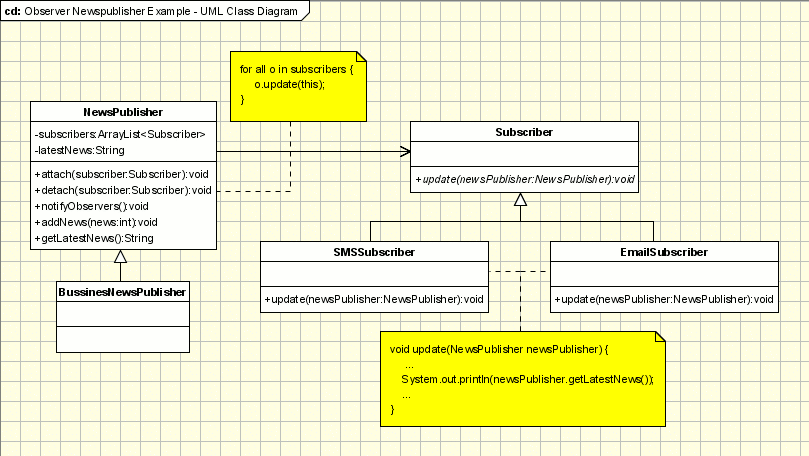 cd: Observer Newspublisher Example - UML Class Diagram
for all o in subscribers {
o.update(this);
}
NewsPublisher
-subscribers:ArrayList<Subscriber>
-latestNews:String
+attach(subscriber:Subscriber):void
+detach(subscriber:Subscriber):void
+notifyObservers():void
+addNews(news:int):void
+getLatestNews():String
Subscriber
+update(newsPublisher:NewsPublisher):void
SMSSubscriber
+update(newsPublisher:NewsPublisher):void
EmailSubscriber
+update(newsPublisher:NewsPublisher):void
BussinesNewsPublisher
void update(NewsPublisher newsPublisher) {
...
System.out.println(newsPublisher.getLatestNews());
...
}